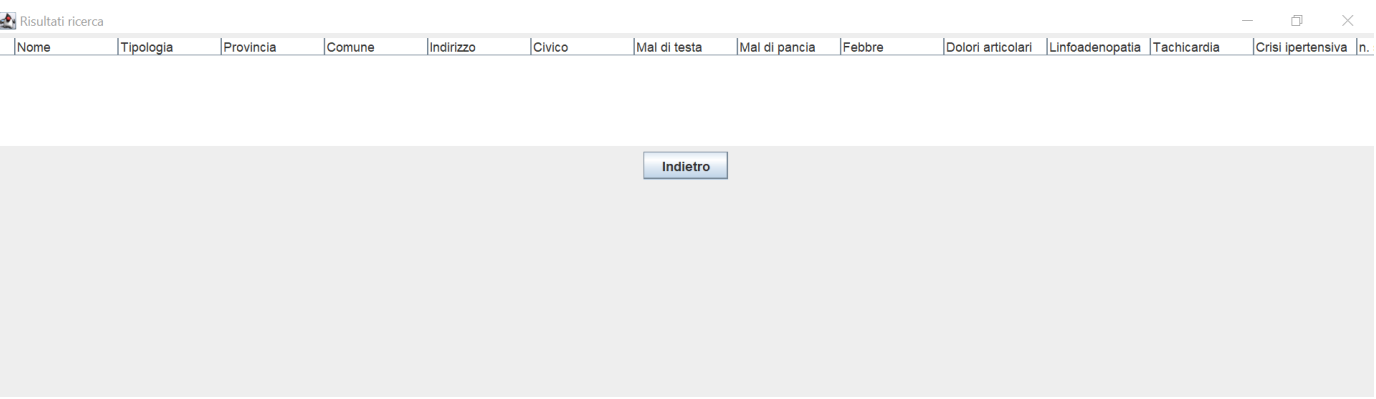 Risultati ricerca
Nome Tipologia Provincia Comune Indirizzo Civico Mal di testa Mal di pancia Febbre Dolori articolari Linfoadenopatia Tachicardia Crisi ipertensiva n.
Indietro